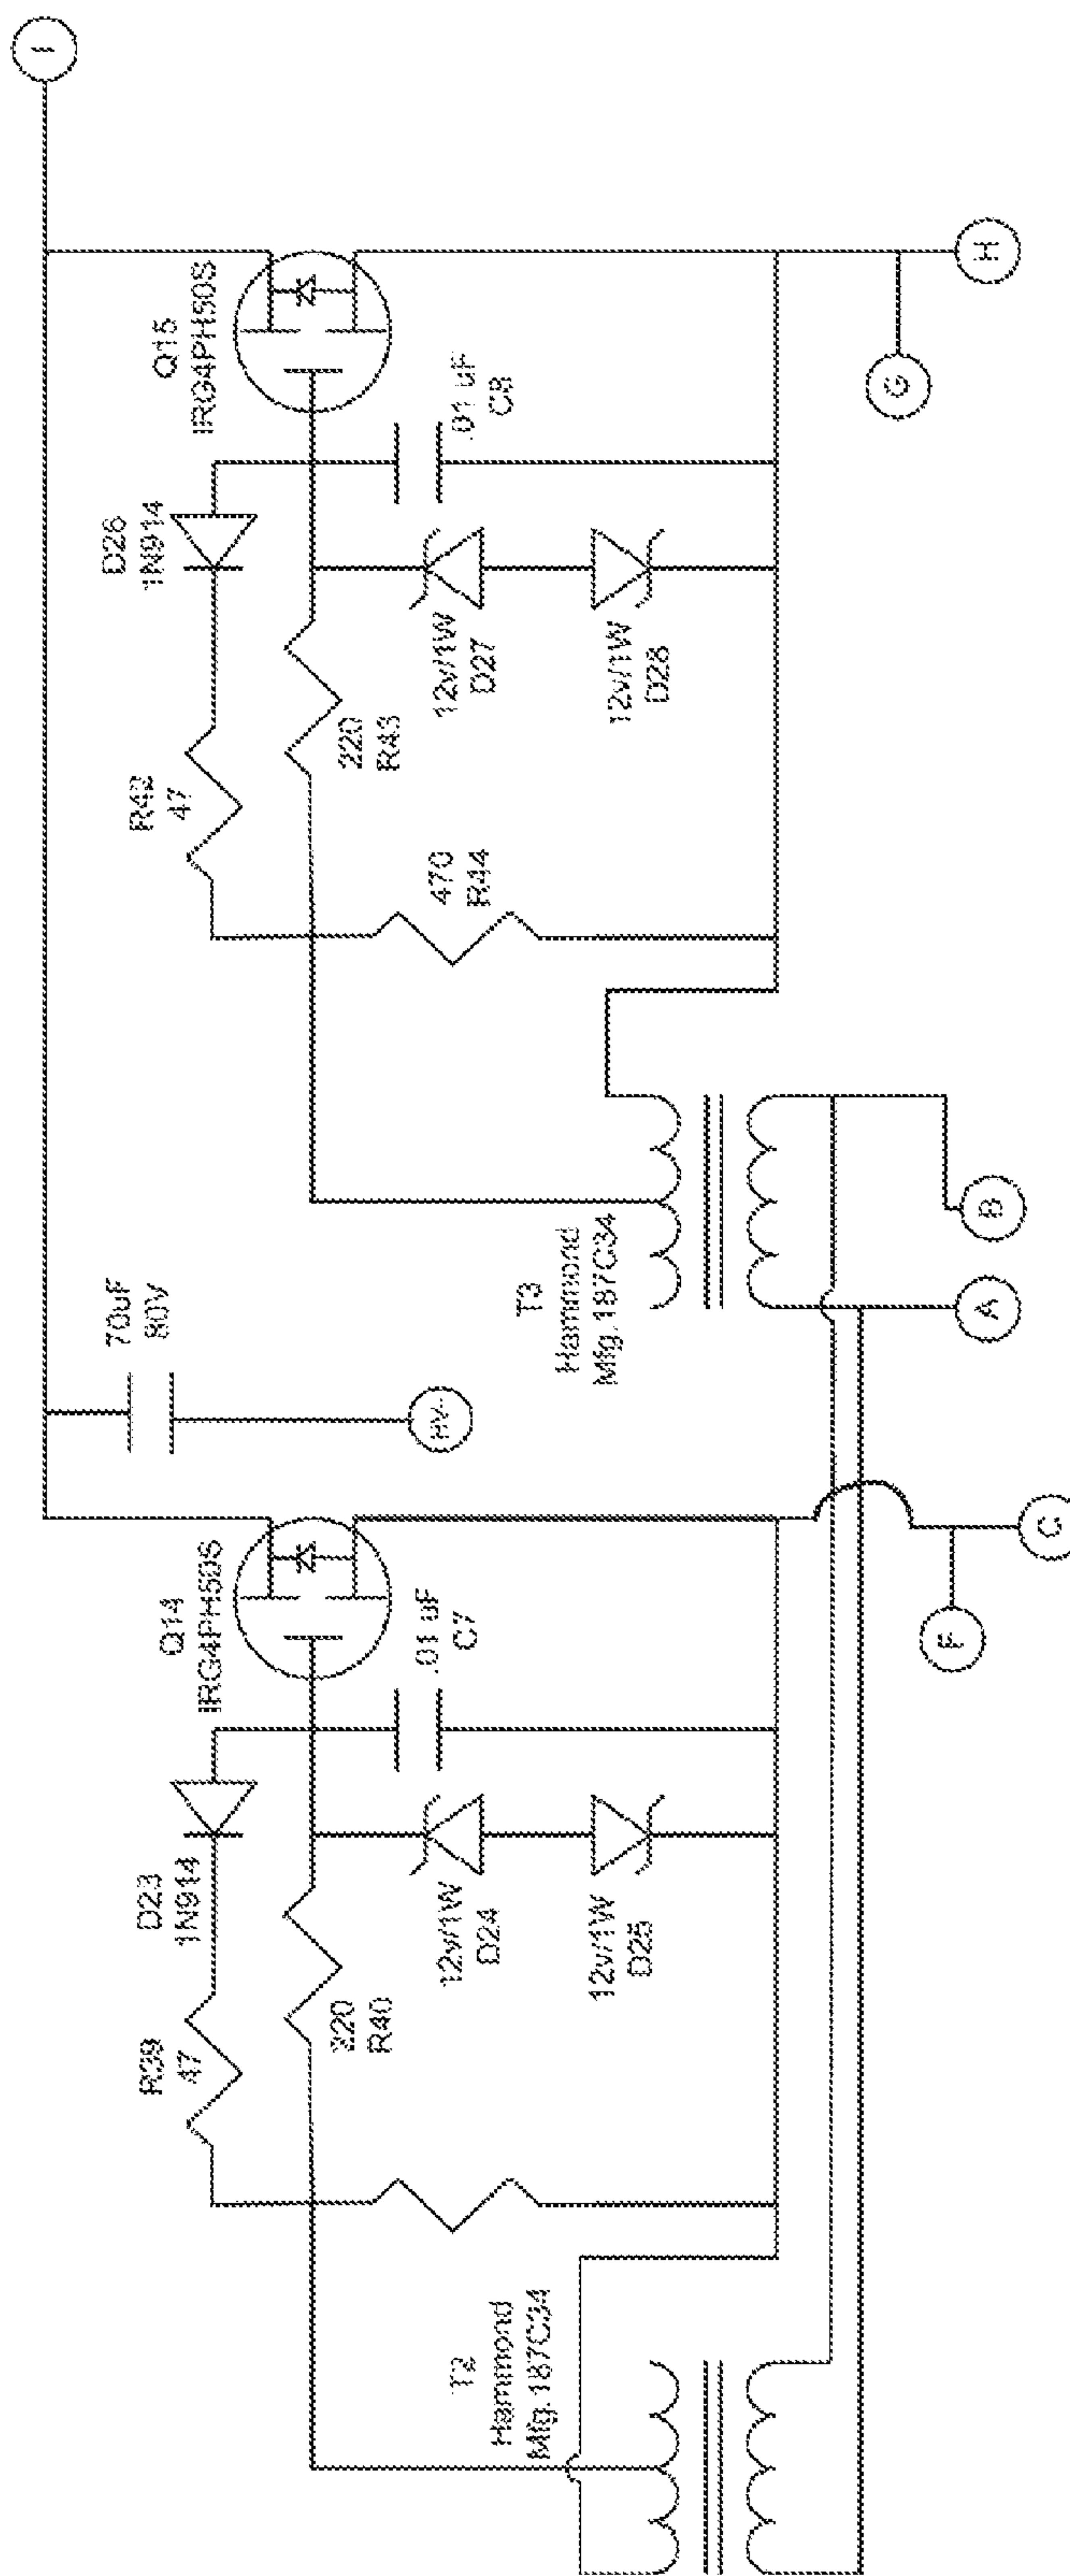 I
Q15
IRG4PH50S
D26
1N914
R42
47
220
R43
.01 uF
C8
12v/1W
D27
12v/1W
D28
470
R44
H
G
T3
Hammond
Mfg. 187C34
B
A
70uF
80V
HV-
Q14
IRG4PH50S
D23
1N914
R39
47
220
R40
.01 uF
C7
12v/1W
D24
12v/1W
D25
C
F
T2
Hammond
Mfg. 187C34